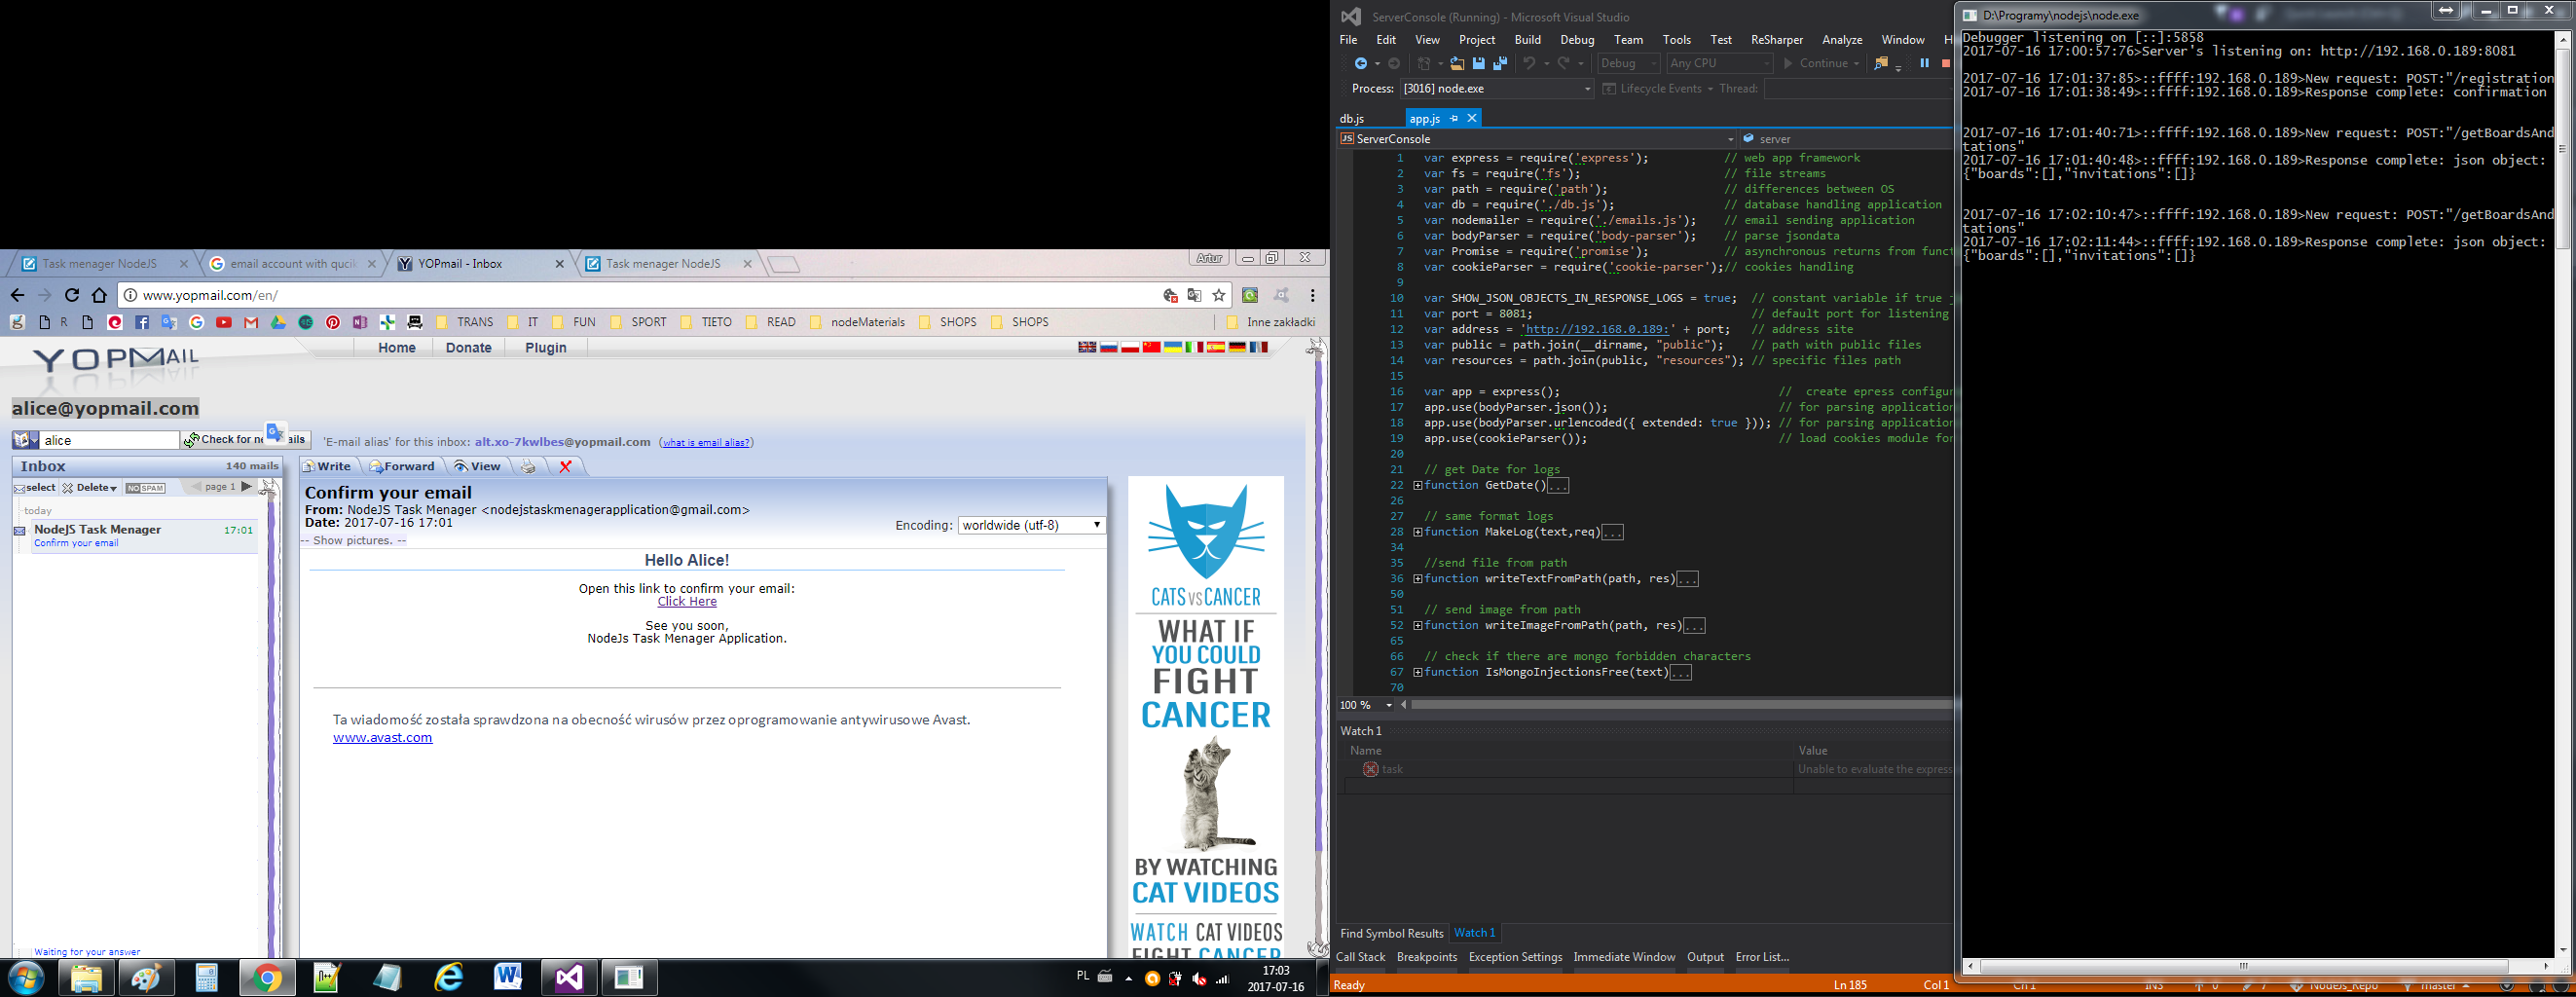 Task menager NodeJS
email account with qucik
YOPmail - Inbox
Task menager NodeJS
Artur
www.yopmail.com/en/
R
TRANS
IT
FUN
SPORT
TIETO
READ
nodeMaterials
SHOPS
SHOPS
Inne zakładki
YOPMAIL
Home
Donate
Plugin
alice@yopmail.com
alice
Check for ne
ails
'E-mail alias' for this inbox: alt.xo-7kwlbes@yopmail.com (what is email alias?)
Inbox
140 mails
select
Delete
NO SPAM
page 1
today
NodeJS Task Menager
17:01
Confirm your email
Waiting for your answer
Write
Forward
View
Confirm your email
From: NodeJS Task Menager <nodejstaskmenagerapplication@gmail.com>
Date: 2017-07-16 17:01
Encoding:
worldwide (utf-8)
-- Show pictures. --
Hello Alice!
Open this link to confirm your email:
Click Here
See you soon,
NodeJs Task Menager Application.
Ta wiadomość została sprawdzona na obecność wirusów przez oprogramowanie antywirusowe Avast.
www.avast.com
CATS VS CANCER
WHAT IF
YOU COULD
FIGHT
CANCER
BY WATCHING
CAT VIDEOS
WATCH CAT VIDEOS
FIGHT CANCER
PL
17:03
2017-07-16
ServerConsole (Running) - Microsoft Visual Studio
File Edit View Project Build Debug Team Tools Test ReSharper Analyze Window H
Debug
Any CPU
Continue
Process:
[3016] node.exe
Lifecycle Events
Thread:
db.js
app.js
ServerConsole
server
1 var express = require('express'); // web app framework
2 var fs = require('fs'); // file streams
3 var path = require('path'); // differences between OS
4 var db = require('./db.js'); // database handling application
5 var nodemailer = require('./emails.js'); // email sending application
6 var bodyParser = require('body-parser'); // parse jsondata
7 var Promise = require('promise'); // asynchronous returns from funct
8 var cookieParser = require('cookie-parser');// cookies handling
9
10 var SHOW_JSON_OBJECTS_IN_RESPONSE_LOGS = true; // constant variable if true
11 var port = 8081; // default port for listening
12 var address = 'http://192.168.0.189:' + port; // address site
13 var public = path.join(__dirname, "public"); // path with public files
14 var resources = path.join(public, "resources"); // specific files path
15
16 var app = express(); // create epress configur
17 app.use(bodyParser.json()); // for parsing application
18 app.use(bodyParser.urlencoded({ extended: true })); // for parsing application
19 app.use(cookieParser()); // load cookies module for
20
21 // get Date for logs
22 function GetDate()...
26
27 // same format logs
28 function MakeLog(text,req)...
34
35 //send file from path
36 function writeTextFromPath(path, res)...
50
51 // send image from path
52 function writeImageFromPath(path, res)...
65
66 // check if there are mongo forbidden characters
67 function IsMongoInjectionsFree(text)...
70
100 %
Watch 1
Name
Value
task
Unable to evaluate the express
Find Symbol Results
Watch 1
Call Stack
Breakpoints
Exception Settings
Immediate Window
Output
Error List...
Ready
Ln 185
Col 1
Ch 1
INS
0
7
NodeJs_Repo
master
D:\Programy\nodejs\node.exe
Debugger listening on [::]:5858
2017-07-16 17:00:57:76>Server's listening on: http://192.168.0.189:8081
2017-07-16 17:01:37:85>::ffff:192.168.0.189>New request: POST:"/registration
2017-07-16 17:01:38:49>::ffff:192.168.0.189>Response complete: confirmation
2017-07-16 17:01:40:71>::ffff:192.168.0.189>New request: POST:"/getBoardsAnd
tations"
2017-07-16 17:01:40:48>::ffff:192.168.0.189>Response complete: json object:
{"boards":[],"invitations":[]}
2017-07-16 17:02:10:47>::ffff:192.168.0.189>New request: POST:"/getBoardsAnd
tations"
2017-07-16 17:02:11:44>::ffff:192.168.0.189>Response complete: json object:
{"boards":[],"invitations":[]}